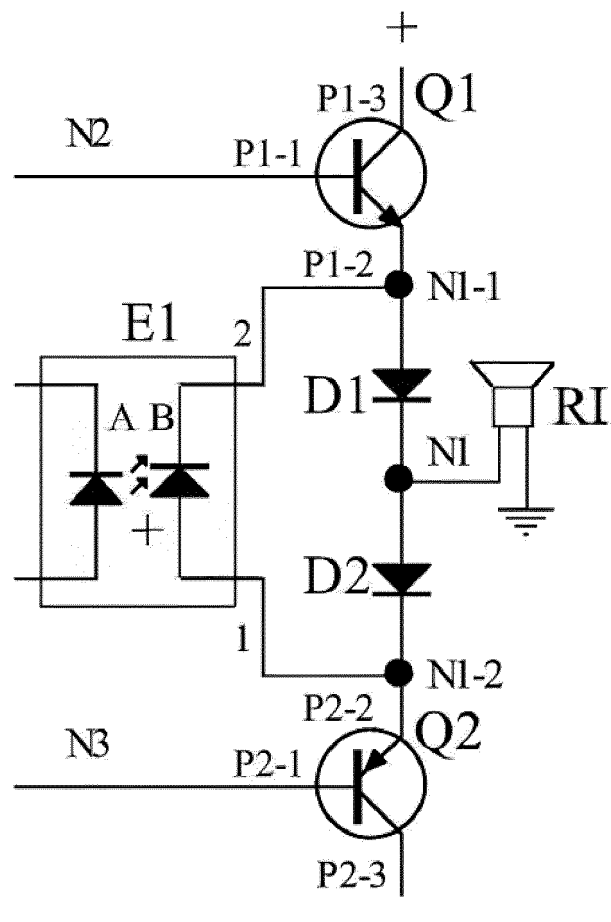 +
P1-3 Q1
N2
P1-1
P1-2
N1-1
E1
2
A B
D1
RI
N1
+
D2
1
N1-2
P2-2
Q2
N3
P2-1
P2-3